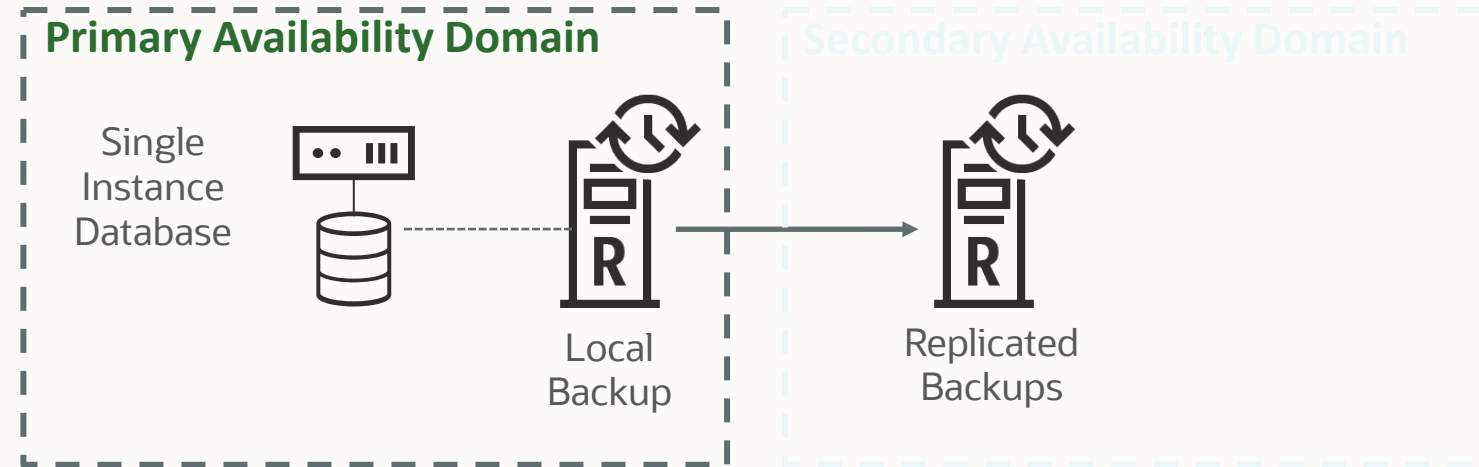 Primary Availability Domain
Secondary Availability Domain
Single
Instance
Database
R
R
Local
Backup
Replicated
Backups